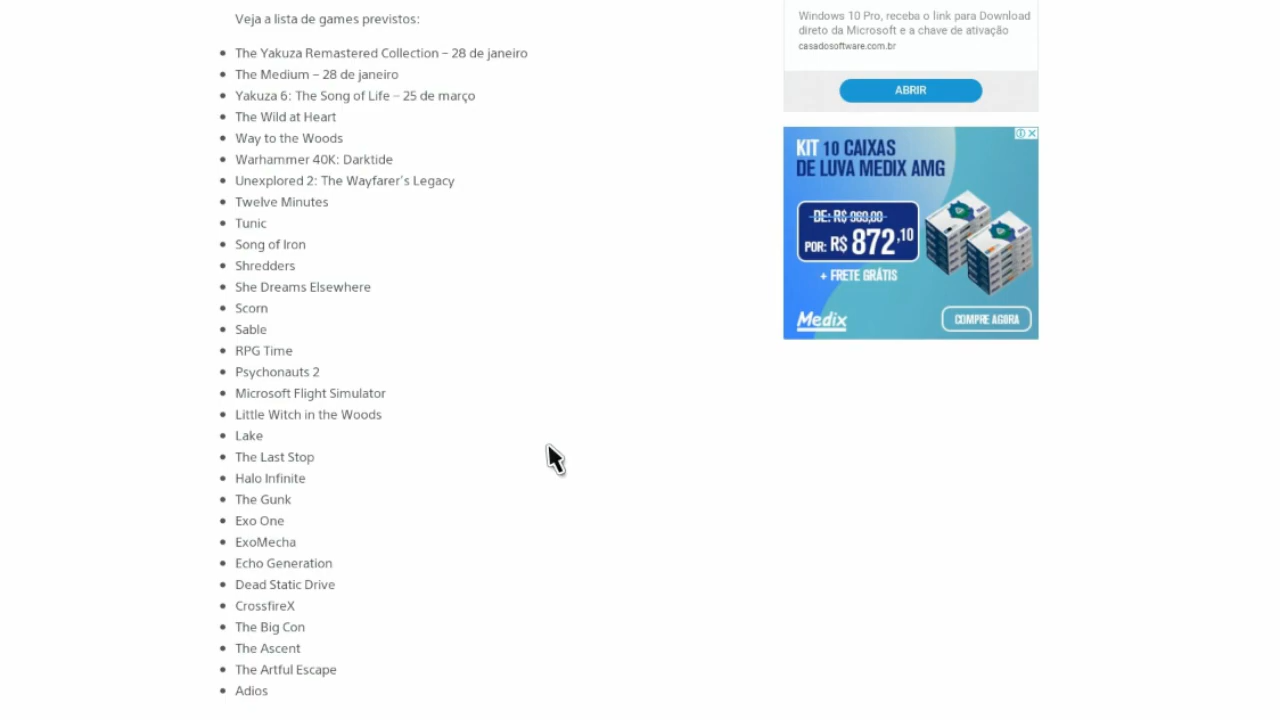 Veja a lista de games previstos:
The Yakuza Remastered Collection – 28 de janeiro
The Medium – 28 de janeiro
Yakuza 6: The Song of Life – 25 de março
The Wild at Heart
Way to the Woods
Warhammer 40K: Darktide
Unexplored 2: The Wayfarer's Legacy
Twelve Minutes
Tunic
Song of Iron
Shredders
She Dreams Elsewhere
Scorn
Sable
RPG Time
Psychonauts 2
Microsoft Flight Simulator
Little Witch in the Woods
Lake
The Last Stop
Halo Infinite
The Gunk
Exo One
ExoMecha
Echo Generation
Dead Static Drive
CrossfireX
The Big Con
The Ascent
The Artful Escape
Adios
Windows 10 Pro, receba o link para Download
direto da Microsoft e a chave de ativação
casadosoftware.com.br
ABRIR
KIT 10 CAIXAS
DE LUVA MEDIX AMG
DE: R$ 980,00
POR: R$ 872,10
+ FRETE GRÁTIS
Medix
COMPRE AGORA